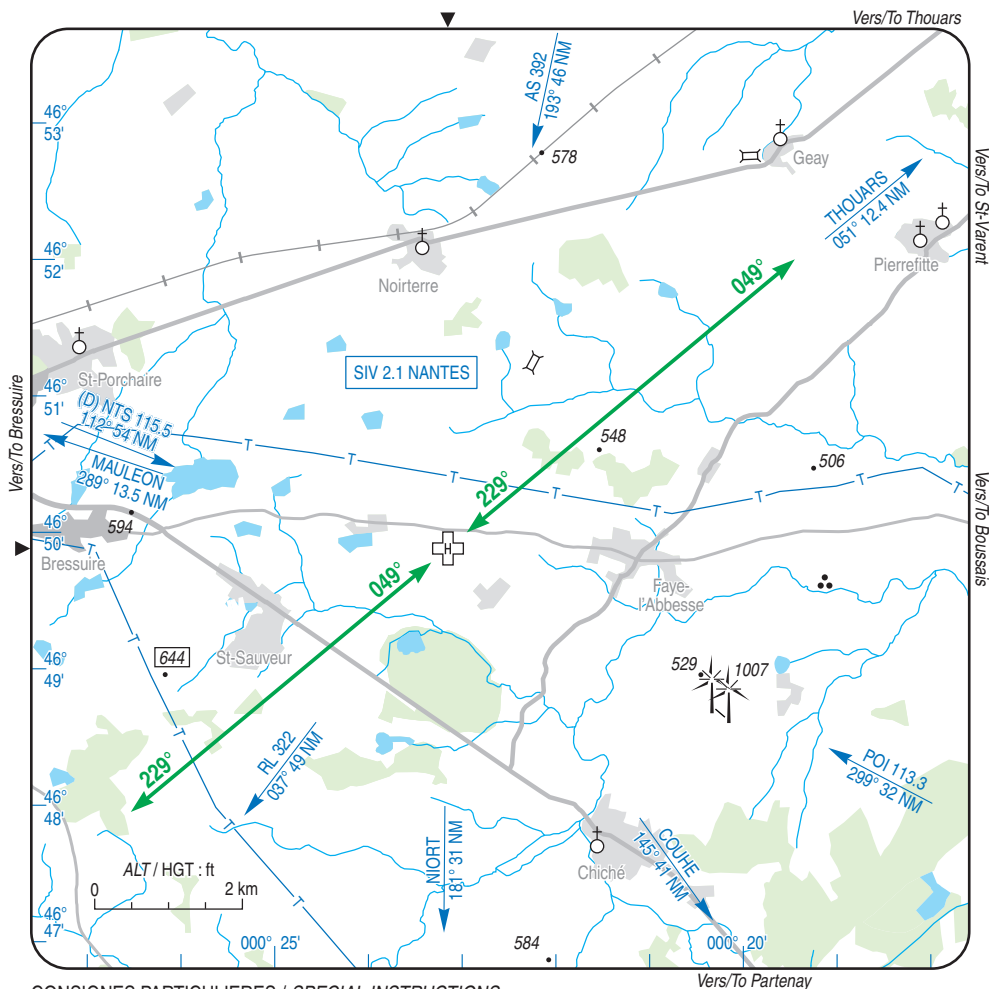 Vers/To Thouars
46°
53'
AS 392
193° 46 NM
578
Geay
THOUARS
051° 12.4 NM
Vers/To St-Varent
46°
52'
Noirterre
Pierrefitte
049°
St-Porchaire
SIV 2.1 NANTES
46°
51'
(D) NTS 115.5
112° 54 NM
Vers/To Bressuire
MAULEON
289° 13.5 NM
T
T
T
T
T
T
T
T
T
T
548
506
229°
594
46°
50'
Bressuire
H
T
049°
Faye-
l'Abbesse
Vers/To Boussais
T
644
St-Sauveur
46°
49'
529
1007
T
229°
RL 322
037° 49 NM
POI 113.3
299° 32 NM
46°
48'
T
NIORT
181° 31 NM
COUHE
145° 41 NM
Chiché
ALT / HGT : ft
0
2 km
T
46°
47'
000° 25'
584
000° 20'
Vers/To Partenay
CONSIGNES PARTICULIERES / SPECIAL INSTRUCTIONS